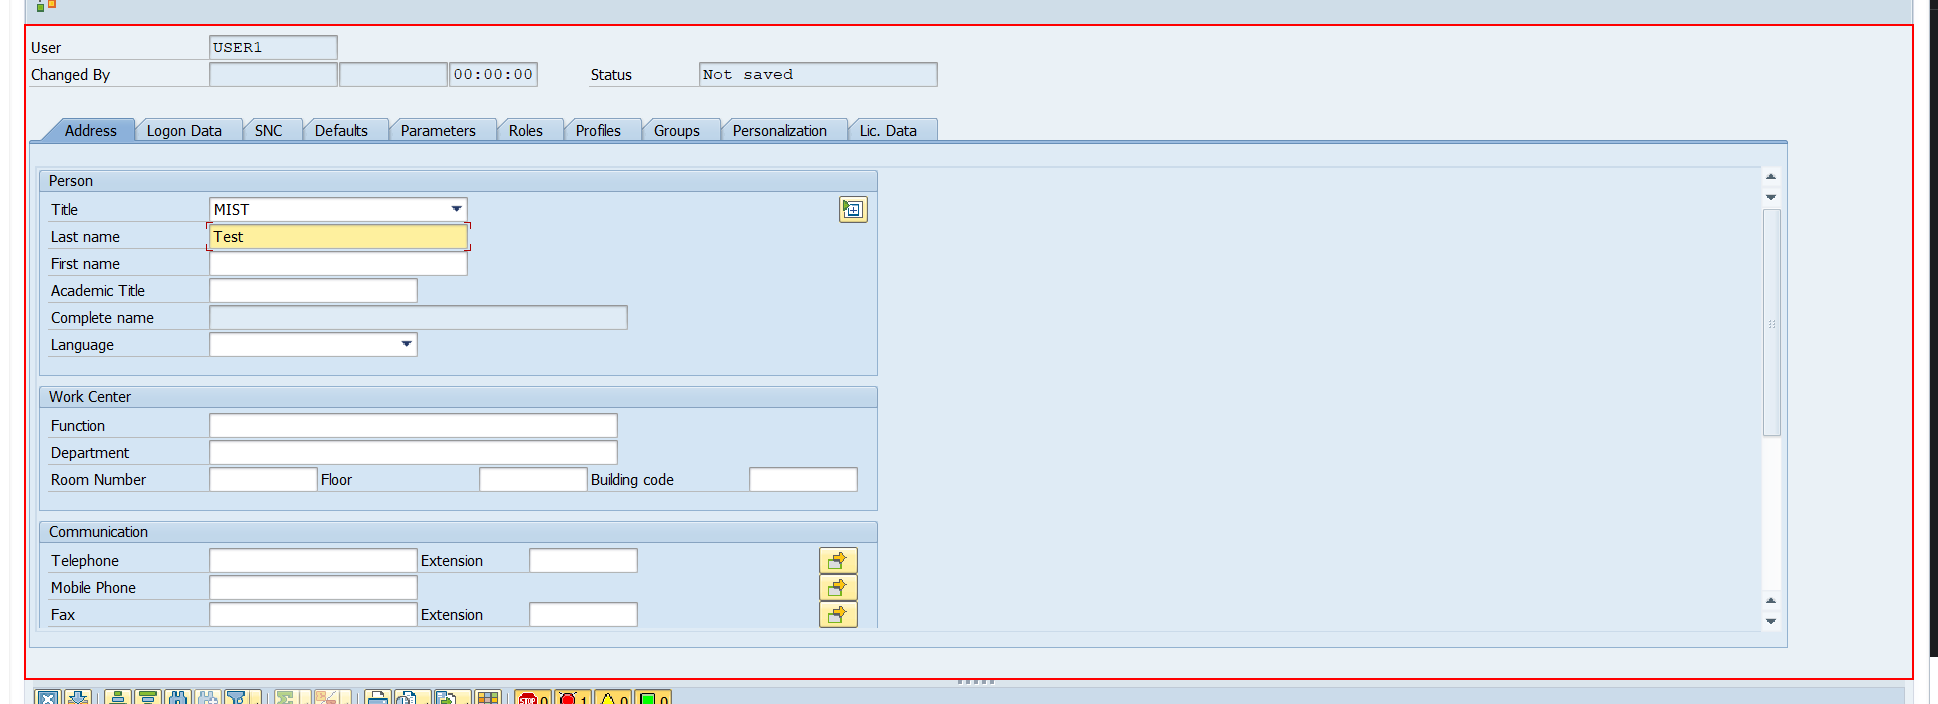 User USER1
Changed By 00:00:00 Status Not saved
Address Logon Data SNC Defaults Parameters Roles Profiles Groups Personalization Lic. Data
Person
Title MIST
Last name Test
First name
Academic Title
Complete name
Language
Work Center
Function
Department
Room Number Floor Building code
Communication
Telephone Extension
Mobile Phone
Fax Extension
STOP 0 1 0 0